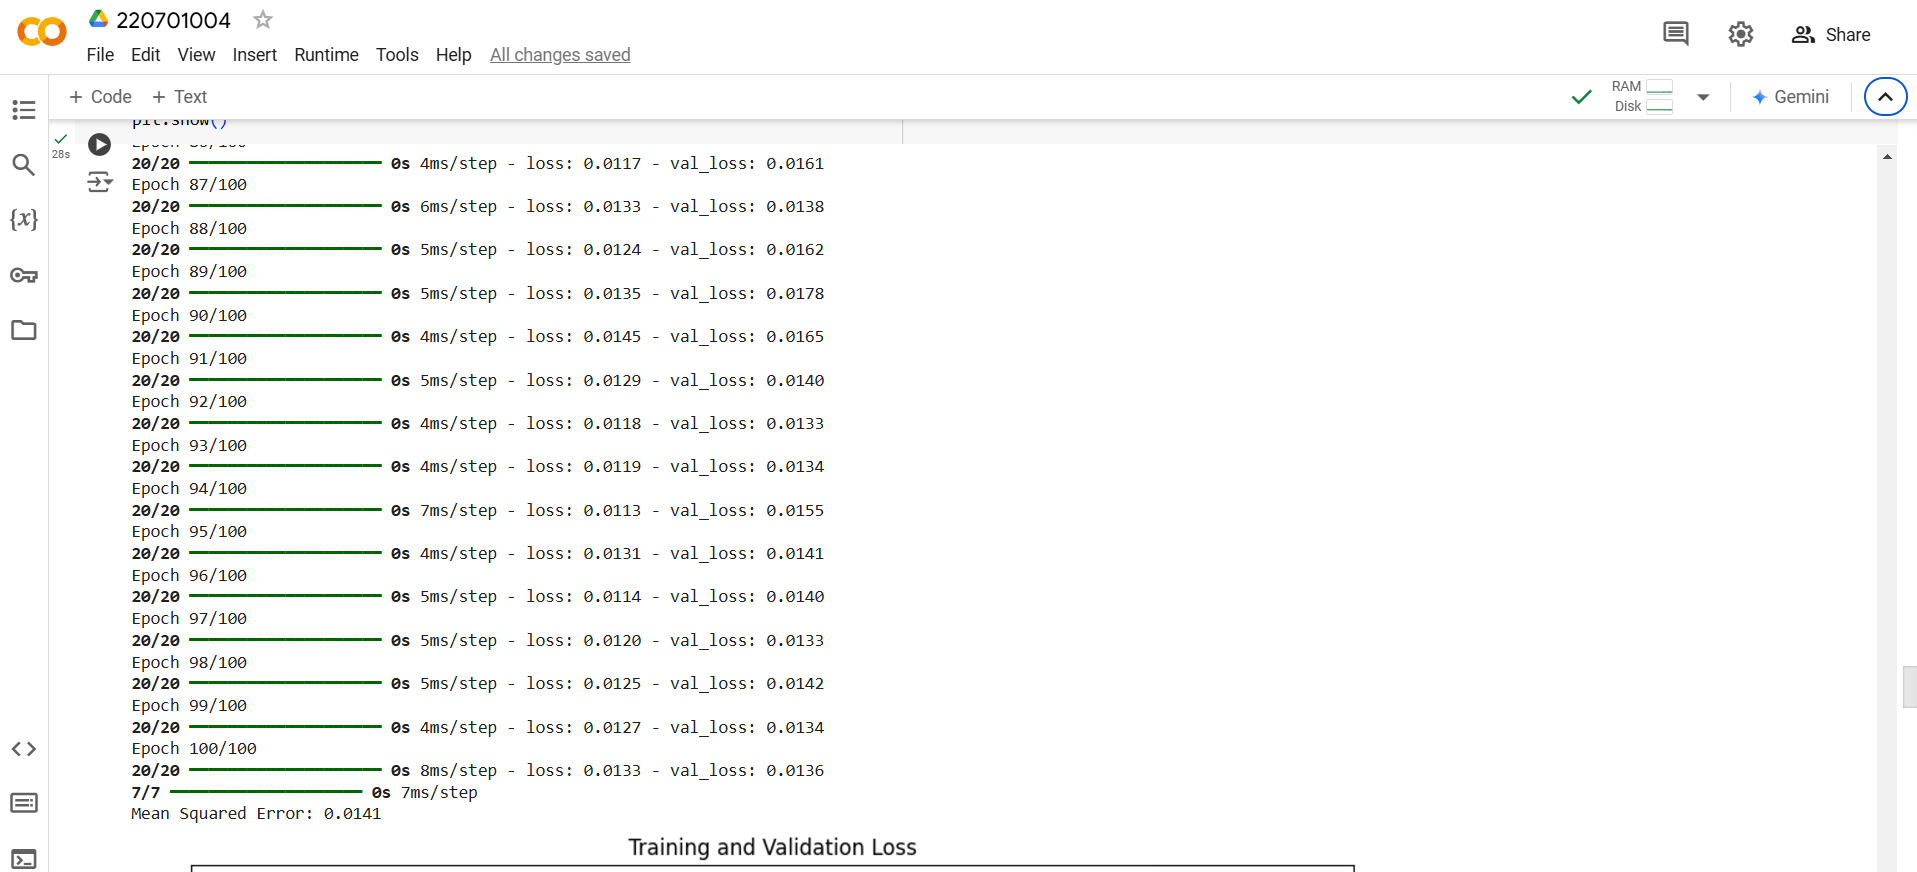 220701004
File Edit View Insert Runtime Tools Help All changes saved
Share
+ Code + Text
RAM
Disk
Gemini
plt.show()
28s
Epoch 86/100
20/20 0s 4ms/step - loss: 0.0117 - val_loss: 0.0161
Epoch 87/100
20/20 0s 6ms/step - loss: 0.0133 - val_loss: 0.0138
Epoch 88/100
20/20 0s 5ms/step - loss: 0.0124 - val_loss: 0.0162
Epoch 89/100
20/20 0s 5ms/step - loss: 0.0135 - val_loss: 0.0178
Epoch 90/100
20/20 0s 4ms/step - loss: 0.0145 - val_loss: 0.0165
Epoch 91/100
20/20 0s 5ms/step - loss: 0.0129 - val_loss: 0.0140
Epoch 92/100
20/20 0s 4ms/step - loss: 0.0118 - val_loss: 0.0133
Epoch 93/100
20/20 0s 4ms/step - loss: 0.0119 - val_loss: 0.0134
Epoch 94/100
20/20 0s 7ms/step - loss: 0.0113 - val_loss: 0.0155
Epoch 95/100
20/20 0s 4ms/step - loss: 0.0131 - val_loss: 0.0141
Epoch 96/100
20/20 0s 5ms/step - loss: 0.0114 - val_loss: 0.0140
Epoch 97/100
20/20 0s 5ms/step - loss: 0.0120 - val_loss: 0.0133
Epoch 98/100
20/20 0s 5ms/step - loss: 0.0125 - val_loss: 0.0142
Epoch 99/100
20/20 0s 4ms/step - loss: 0.0127 - val_loss: 0.0134
Epoch 100/100
20/20 0s 8ms/step - loss: 0.0133 - val_loss: 0.0136
7/7 0s 7ms/step
Mean Squared Error: 0.0141
Training and Validation Loss